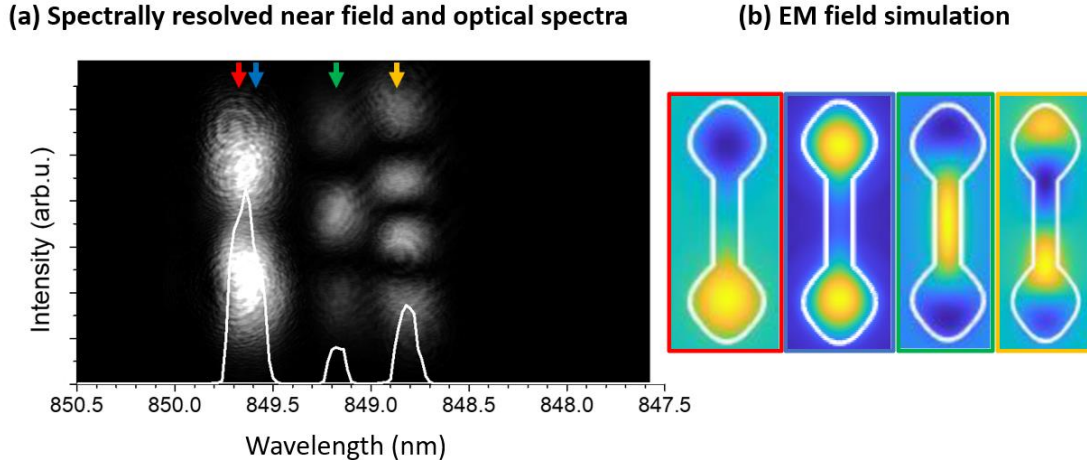 (a) Spectrally resolved near field and optical spectra
(b) EM field simulation
Intensity (arb.u.)
850.5 850.0 849.5 849.0 848.5 848.0 847.5
Wavelength (nm)